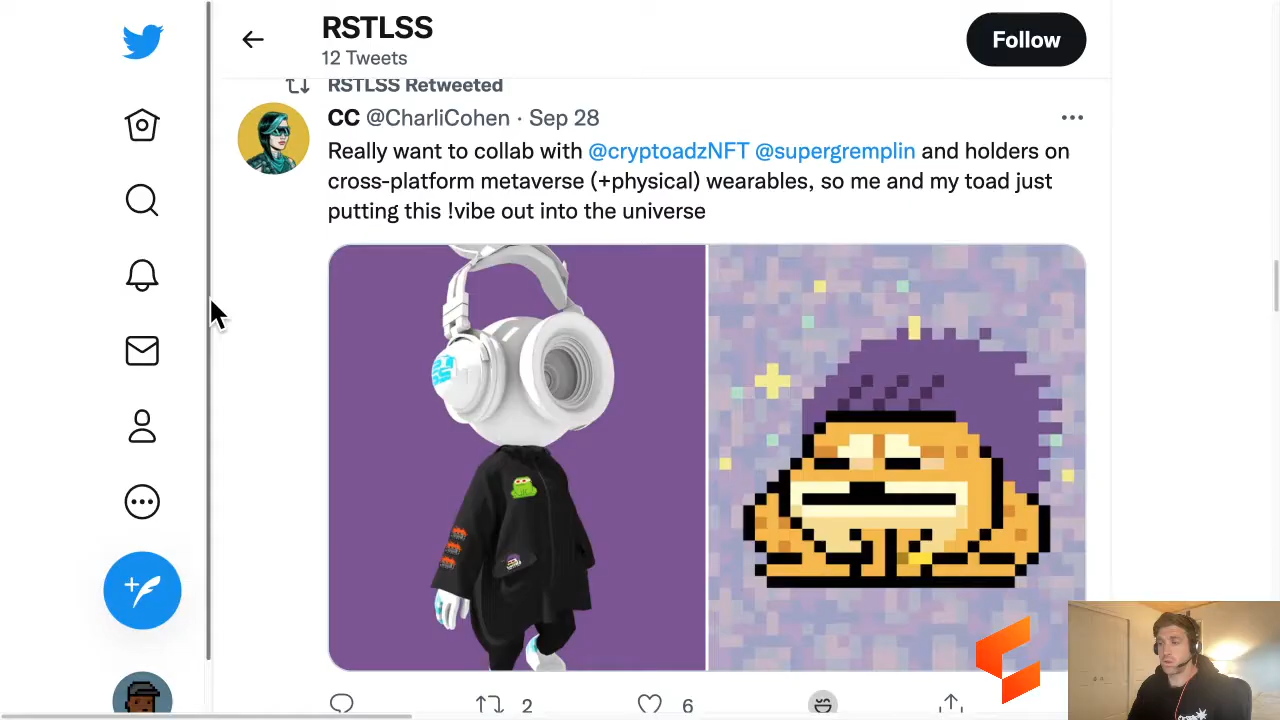 RSTLSS
12 Tweets
Follow
RSTLSS Retweeted
CC @CharliCohen · Sep 28
Really want to collab with @cryptoadzNFT @supergremplin and holders on
cross-platform metaverse (+physical) wearables, so me and my toad just
putting this !vibe out into the universe
2
6